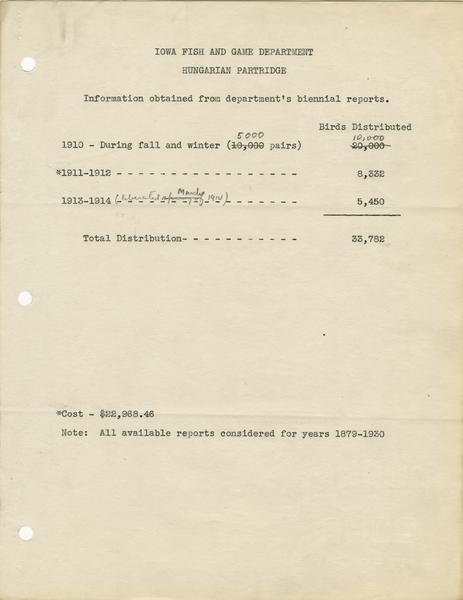 IOWA FISH AND GAME DEPARTMENT
HUNGARIAN PARTRIDGE
Information obtained from department's biennial reports.
Birds Distributed
5000 10,000
1910 - During fall and winter (10,000 pairs) 20,000
*1911-1912 - - - - - - - - - - - - - - - - - 8,332
1913-1914 (liberated March, 1914) 5,450
Total Distribution- - - - - - - - - - - 33,782
*Cost - $22,968.46
Note: All available reports considered for years 1879-1930